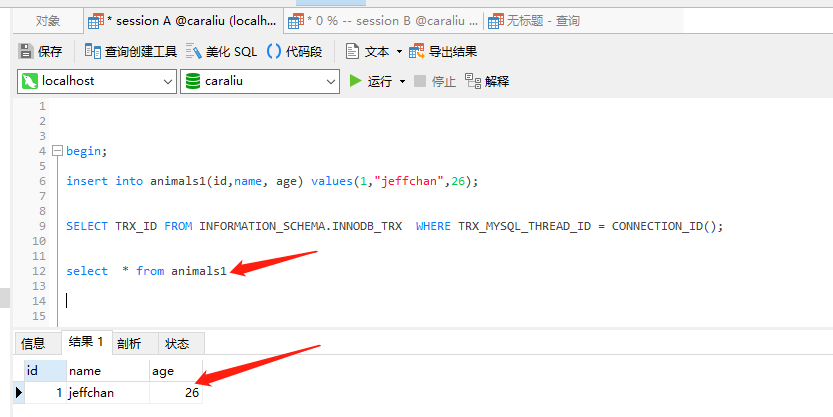 对象 * session A @caraliu (localh... * 0 % -- session B @caraliu ... 无标题 - 查询
保存 查询创建工具 美化 SQL () 代码段 文本 导出结果
localhost caraliu 运行 停止 解释
1
2
3
4 begin;
5
6 insert into animals1(id,name, age) values(1,"jeffchan",26);
7
8
9 SELECT TRX_ID FROM INFORMATION_SCHEMA.INNODB_TRX  WHERE TRX_MYSQL_THREAD_ID = CONNECTION_ID();
10
11
12 select  * from animals1
13
14
15
信息 结果 1 剖析 状态
id name age
1 jeffchan 26